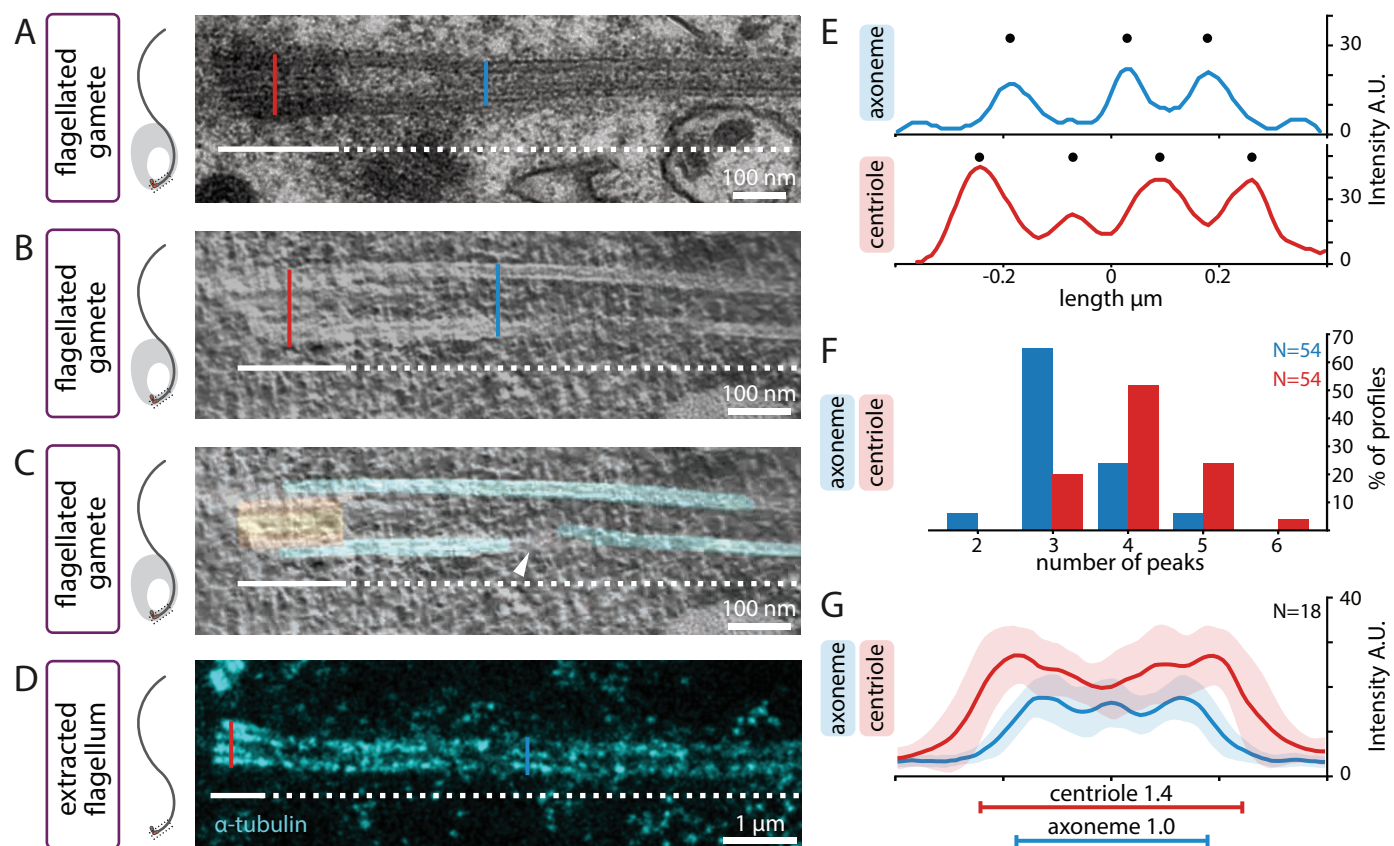 A
flagellated
gamete
100 nm
B
flagellated
gamete
100 nm
C
flagellated
gamete
100 nm
D
extracted
flagellum
α-tubulin
1 µm
E
axoneme
30
0
centriole
30
0
Intensity A.U.
-0.2
0
0.2
length µm
F
axoneme
centriole
N=54
N=54
70
60
50
40
30
20
10
% of profiles
2
3
4
5
6
number of peaks
G
axoneme
centriole
N=18
40
0
Intensity A.U.
centriole 1.4
axoneme 1.0